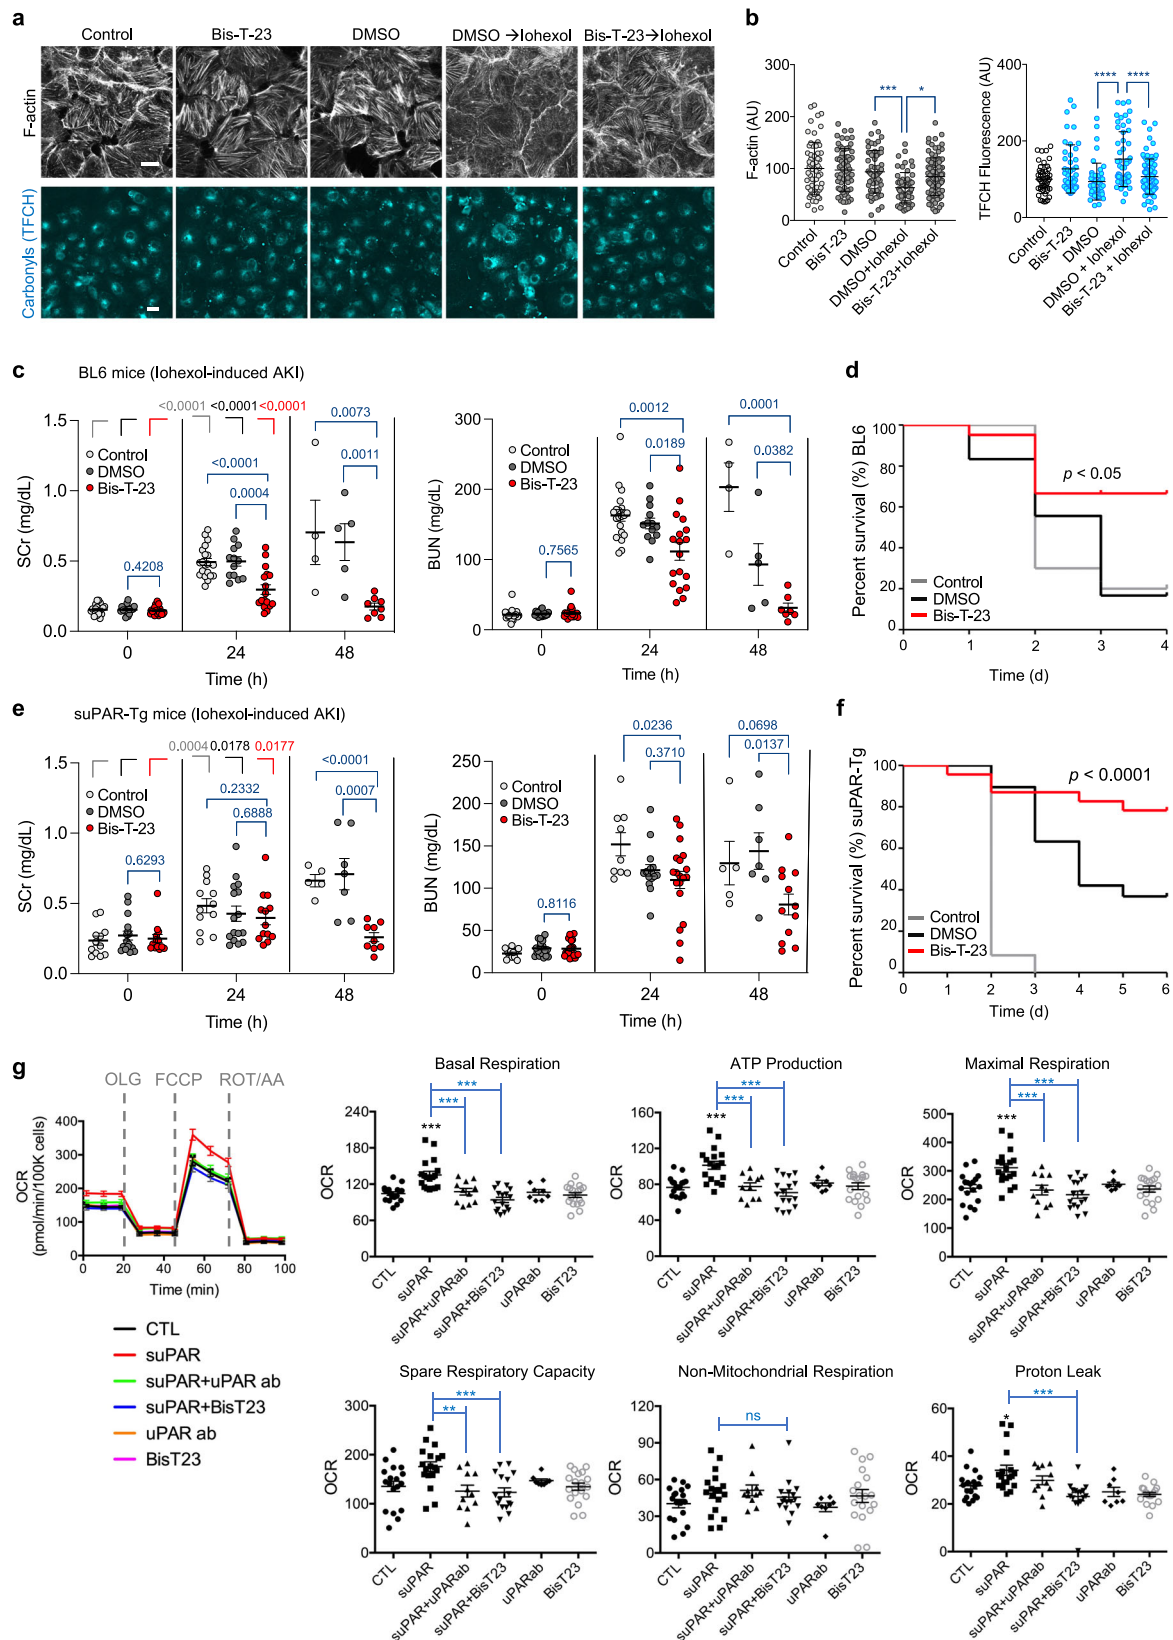 a
Control
Bis-T-23
DMSO
DMSO →Iohexol
Bis-T-23→Iohexol
F-actin
Carbonyls (TFCH)
b
F-actin (AU)
300
200
100
0
***
*
Control
BisT-23
DMSO
DMSO+Iohexol
Bis-T-23+Iohexol
TFCH Fluorescence (AU)
400
200
0
****
****
Control
BisT-23
DMSO
DMSO + Iohexol
Bis-T-23 + Iohexol
c
BL6 mice (Iohexol-induced AKI)
SCr (mg/dL)
1.5
1.0
0.5
0.0
<0.0001
<0.0001
<0.0001
Control
DMSO
Bis-T-23
0.4208
<0.0001
0.0004
0.0073
0.0011
0
24
48
Time (h)
BUN (mg/dL)
300
200
100
0
0.7565
0.0012
0.0189
0.0001
0.0382
0
24
48
Time (h)
d
Percent survival (%) BL6
100
80
60
40
20
0
p < 0.05
Control
DMSO
Bis-T-23
0
1
2
3
4
Time (d)
e
suPAR-Tg mice (Iohexol-induced AKI)
SCr (mg/dL)
1.5
1.0
0.5
0.0
0.0004
0.0178
0.0177
Control
DMSO
Bis-T-23
0.6293
0.2332
0.6888
<0.0001
0.0007
0
24
48
Time (h)
BUN (mg/dL)
300
200
100
0
Control
DMSO
Bis-T-23
0.8116
0.0236
0.3710
0.0698
0.0137
0
24
48
Time (h)
f
Percent survival (%) suPAR-Tg
100
80
60
40
20
0
p < 0.0001
Control
DMSO
Bis-T-23
0
1
2
3
4
5
6
Time (d)
g
OLG
FCCP
ROT/AA
OCR
(pmol/min/100K cells)
400
300
200
100
0
0
20
40
60
80
100
Time (min)
CTL
suPAR
suPAR+uPAR ab
suPAR+BisT23
uPAR ab
BisT23
Basal Respiration
OCR
240
180
120
60
0
***
***
***
CTL
suPAR
suPAR+uPARab
suPAR+BisT23
uPARab
BisT23
ATP Production
OCR
160
120
80
40
0
***
***
***
CTL
suPAR
suPAR+uPARab
suPAR+BisT23
uPARab
BisT23
Maximal Respiration
OCR
500
400
300
200
100
0
***
***
***
CTL
suPAR
suPAR+uPARab
suPAR+BisT23
uPARab
BisT23
Spare Respiratory Capacity
OCR
300
200
100
0
***
**
CTL
suPAR
suPAR+uPARab
suPAR+BisT23
uPARab
BisT23
Non-Mitochondrial Respiration
OCR
120
90
60
30
0
ns
CTL
suPAR
suPAR+uPARab
suPAR+BisT23
uPARab
BisT23
Proton Leak
OCR
60
40
20
0
***
*
CTL
suPAR
suPAR+uPARab
suPAR+BisT23
uPARab
BisT23